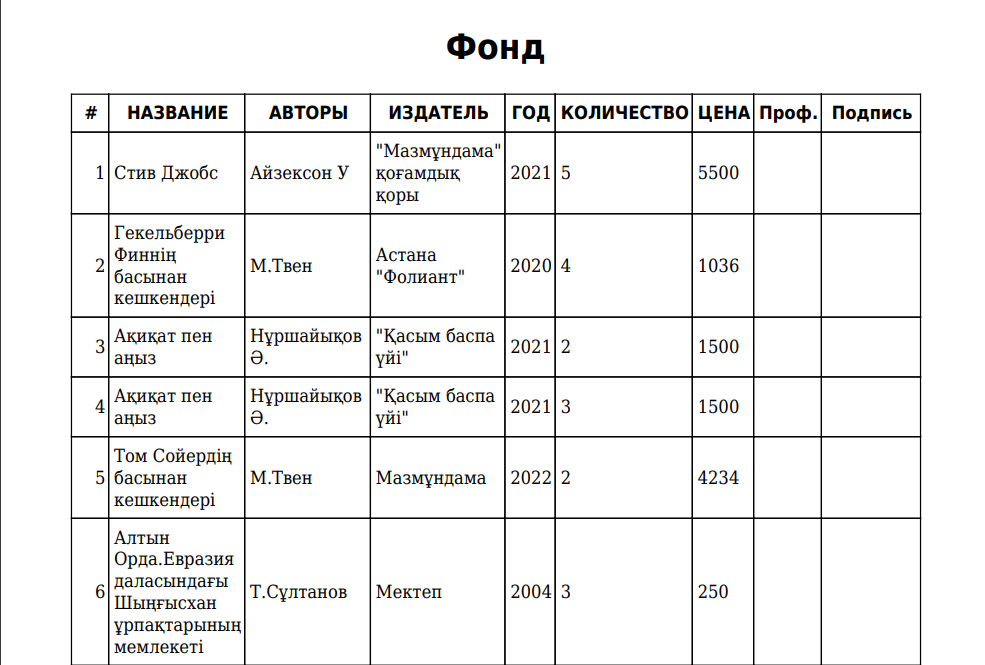 Фонд
# НАЗВАНИЕ АВТОРЫ ИЗДАТЕЛЬ ГОД КОЛИЧЕСТВО ЦЕНА Проф. Подпись
1 Стив Джобс Айзексон У "Мазмұндама" қоғамдық қоры 2021 5 5500
2 Гекельберри Финнің басынан кешкендері М.Твен Астана "Фолиант" 2020 4 1036
3 Ақиқат пен аңыз Нұршайықов Ә. "Қасым баспа үйі" 2021 2 1500
4 Ақиқат пен аңыз Нұршайықов Ә. "Қасым баспа үйі" 2021 3 1500
5 Том Сойердің басынан кешкендері М.Твен Мазмұндама 2022 2 4234
6 Алтын Орда.Евразия даласындағы Шыңғысхан ұрпақтарының мемлекеті Т.Сұлтанов Мектеп 2004 3 250